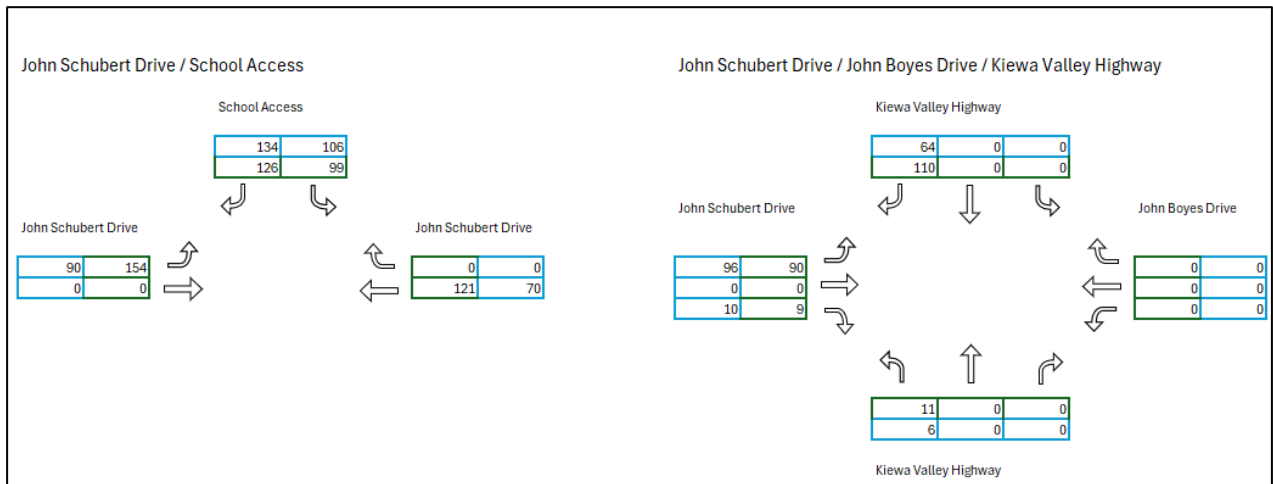 John Schubert Drive / School Access
School Access
134 106
126 99
John Schubert Drive
90 154
0 0
John Schubert Drive
0 0
121 70
John Schubert Drive / John Boyes Drive / Kiewa Valley Highway
Kiewa Valley Highway
64 0 0
110 0 0
John Schubert Drive
96 90
0 0
10 9
John Boyes Drive
0 0
0 0
0 0
11 0 0
6 0 0
Kiewa Valley Highway